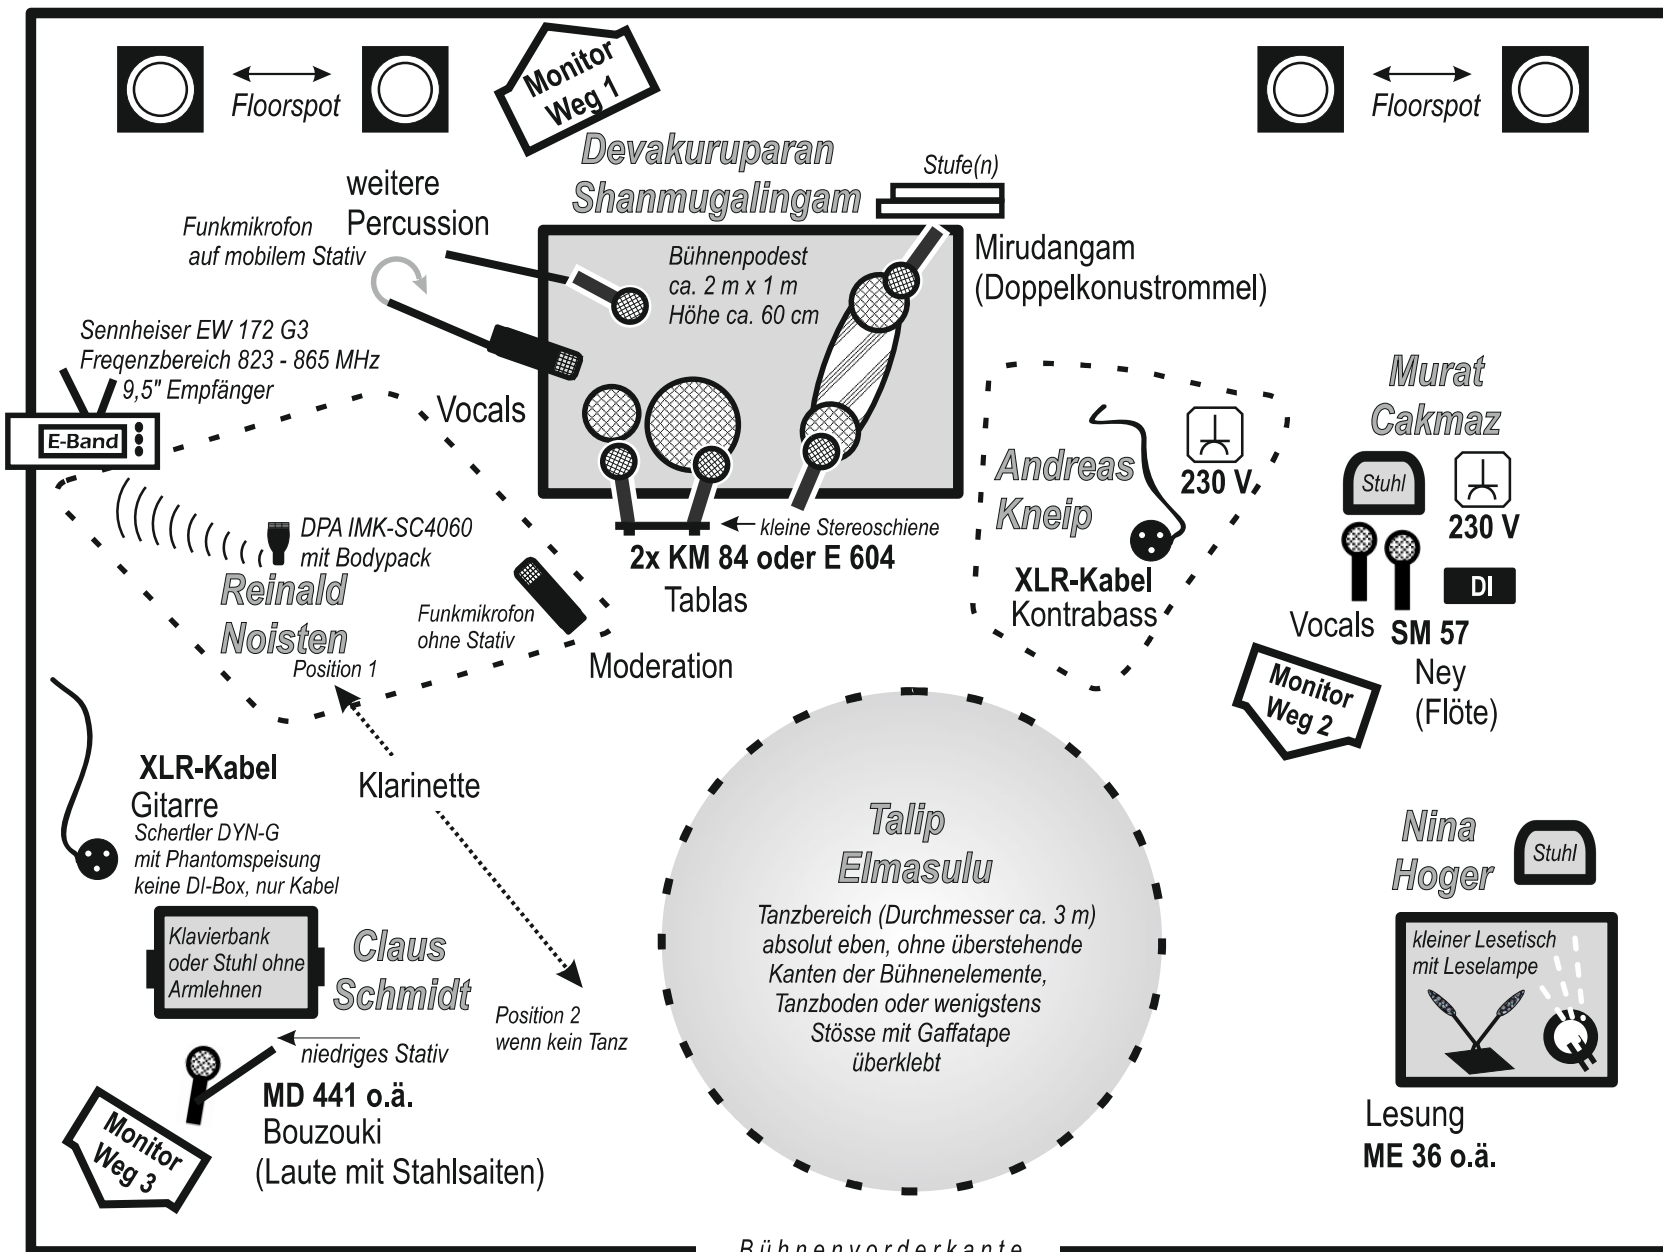 Monitor
Weg 1
Floorspot
Floorspot
Devakuruparan
Shanmugalingam
Stufe(n)
weitere
Percussion
Funkmikrofon
auf mobilem Stativ
Bühnenpodest
ca. 2 m x 1 m
Höhe ca. 60 cm
Mirudangam
(Doppelkonustrommel)
Sennheiser EW 172 G3
Freqenzbereich 823 - 865 MHz
9,5" Empfänger
E-Band
Vocals
Murat
Cakmaz
Stuhl
230 V
Andreas
Kneip
230 V
kleine Stereoschiene
2x KM 84 oder E 604
Tablas
DPA IMK-SC4060
mit Bodypack
Reinald
Noisten
Position 1
Funkmikrofon
ohne Stativ
Moderation
XLR-Kabel
Kontrabass
DI
Vocals
SM 57
Ney
(Flöte)
Monitor
Weg 2
XLR-Kabel
Gitarre
Schertler DYN-G
mit Phantomspeisung
keine DI-Box, nur Kabel
Klarinette
Talip
Elmasulu
Tanzbereich (Durchmesser ca. 3 m)
absolut eben, ohne überstehende
Kanten der Bühnenelemente,
Tanzboden oder wenigstens
Stösse mit Gaffatape
überklebt
Nina
Hoger
Stuhl
Klavierbank
oder Stuhl ohne
Armlehnen
Claus
Schmidt
Position 2
wenn kein Tanz
kleiner Lesetisch
mit Leselampe
niedriges Stativ
MD 441 o.ä.
Bouzouki
(Laute mit Stahlsaiten)
Monitor
Weg 3
Lesung
ME 36 o.ä.
Bühnenvorderkante